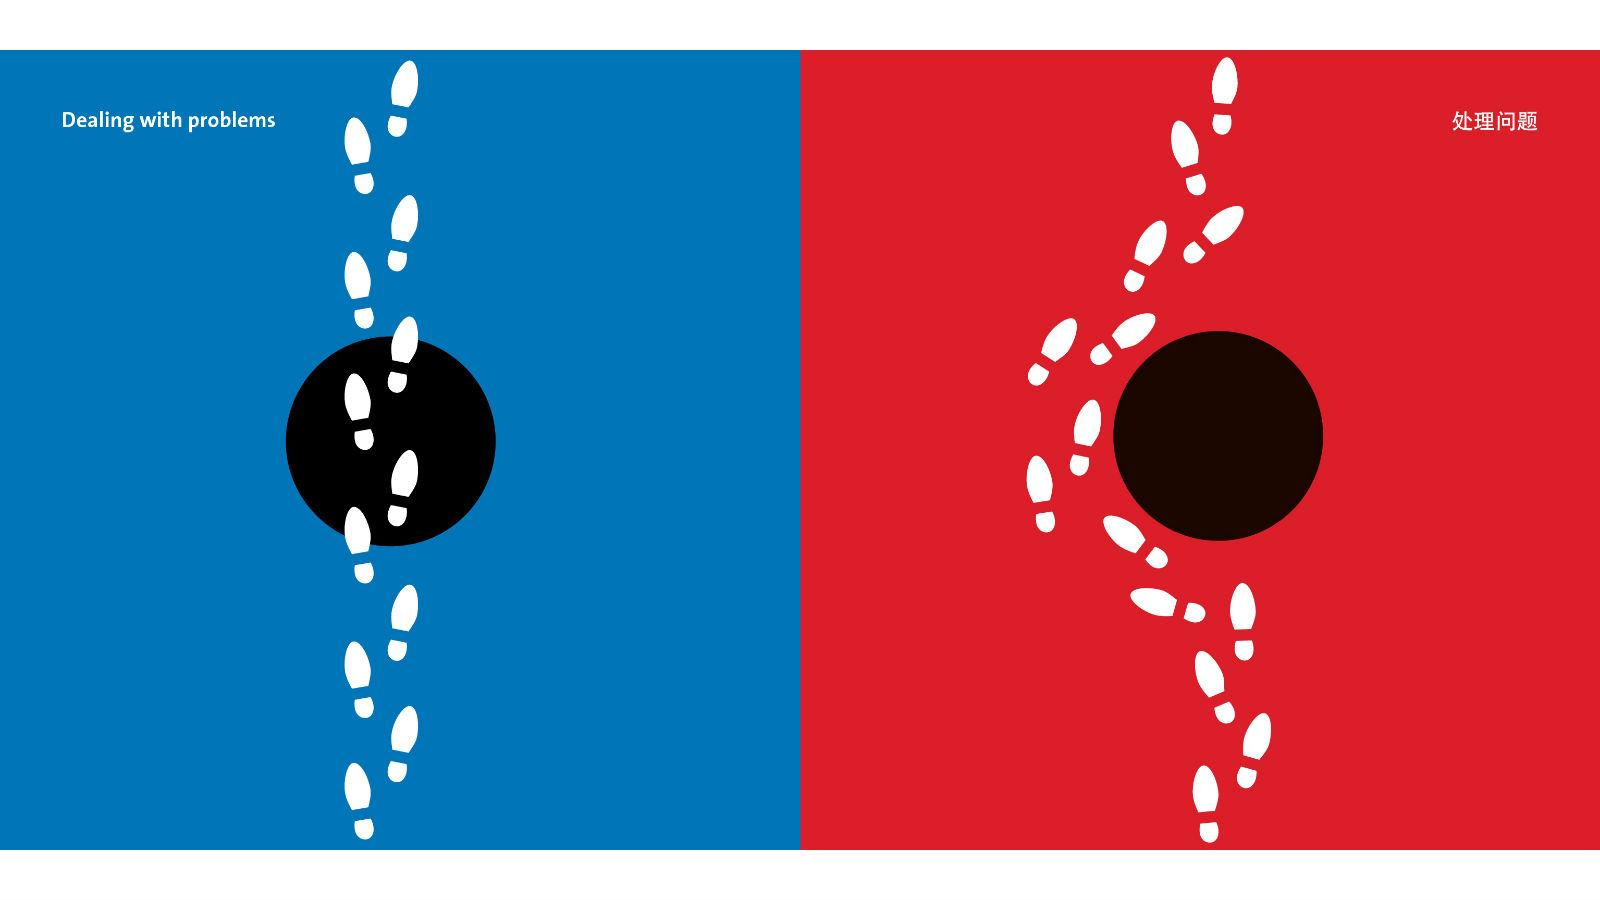 Dealing with problems
处理问题